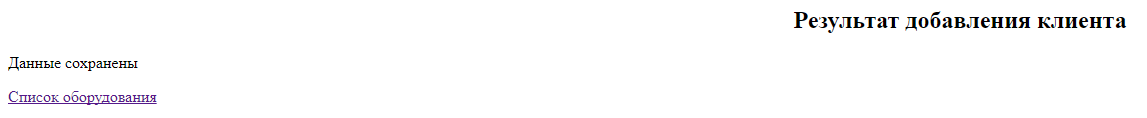 Результат добавления клиента
Данные сохранены
Список оборудования